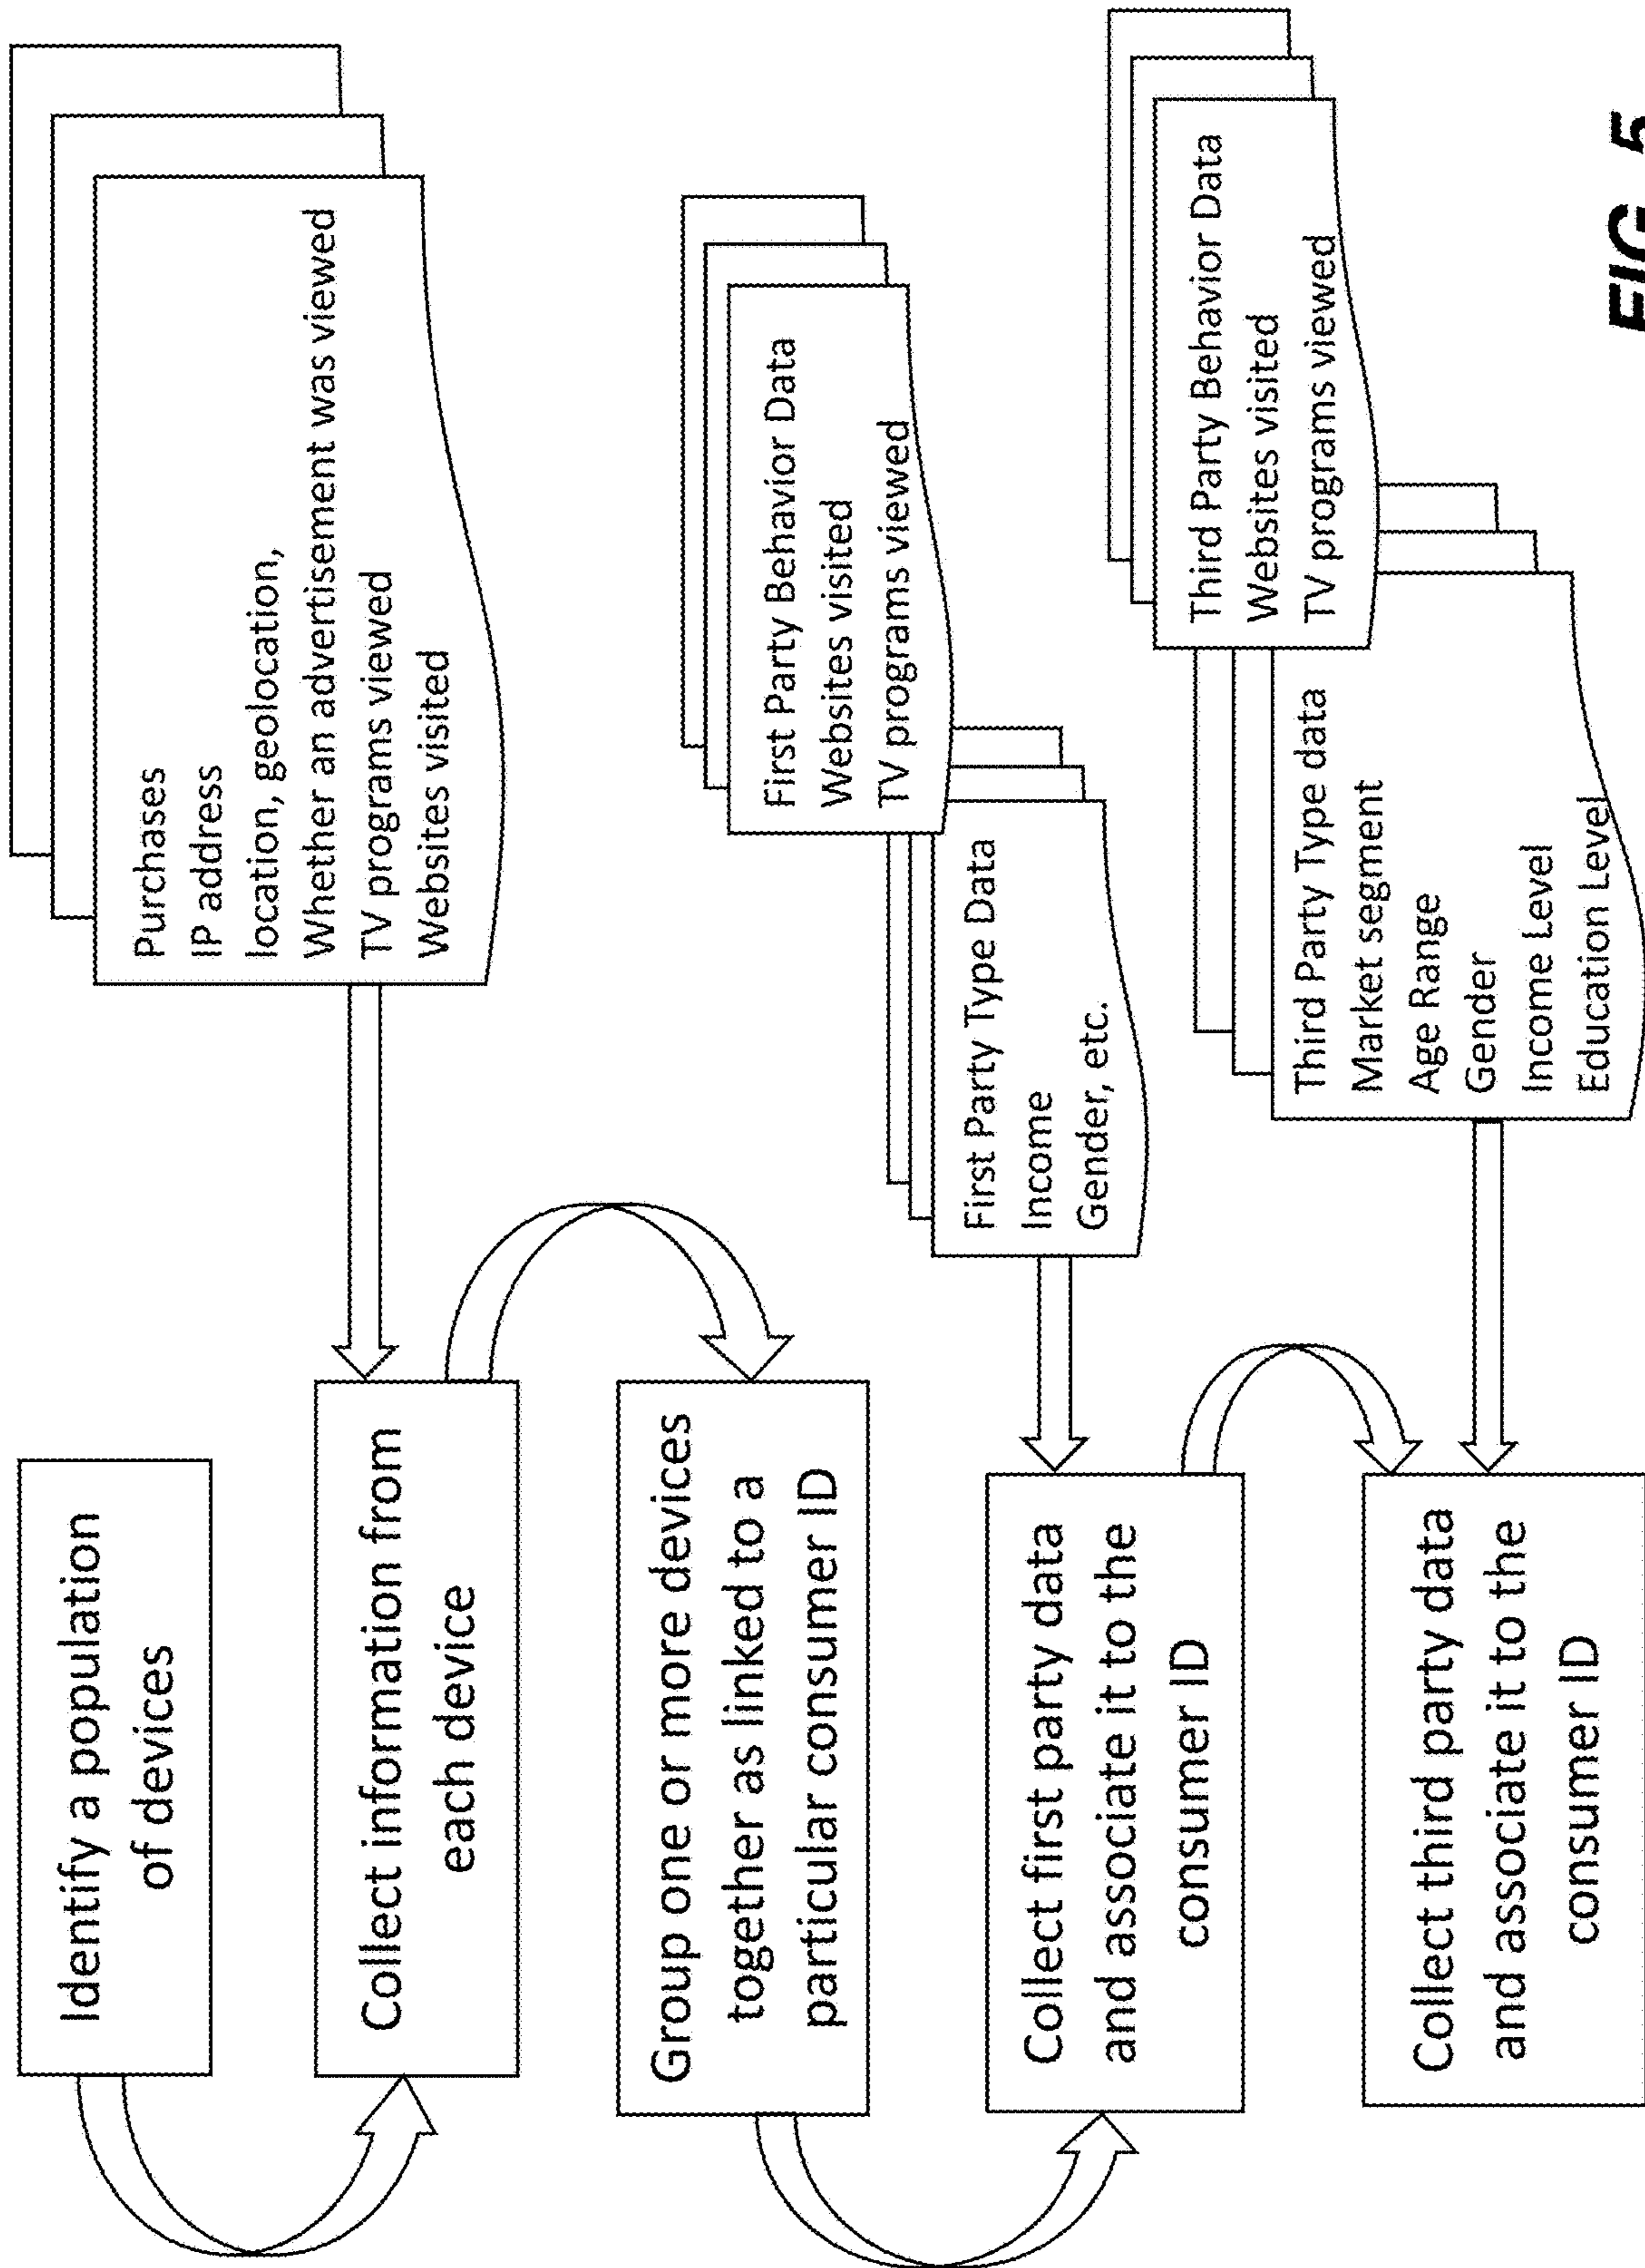 Identify a population
of devices
Collect information from
each device
Purchases
IP address
location, geolocation,
Whether an advertisement was viewed
TV programs viewed
Websites visited
Group one or more devices
together as linked to a
particular consumer ID
Collect first party data
and associate it to the
consumer ID
First Party Type Data
Income
Gender, etc.
First Party Behavior Data
Websites visited
TV programs viewed
Collect third party data
and associate it to the
consumer ID
Third Party Type data
Market segment
Age Range
Gender
Income Level
Education Level
Third Party Behavior Data
Websites visited
TV programs viewed
FIG. 5